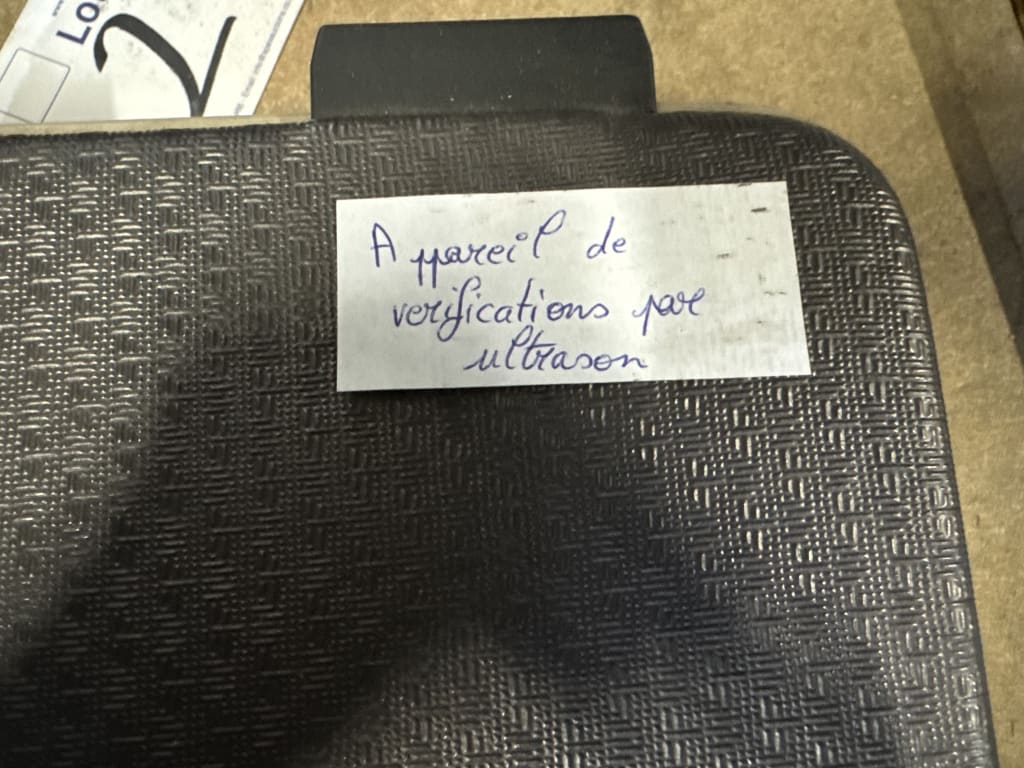 2
Appareil de
verifications par
ultrason